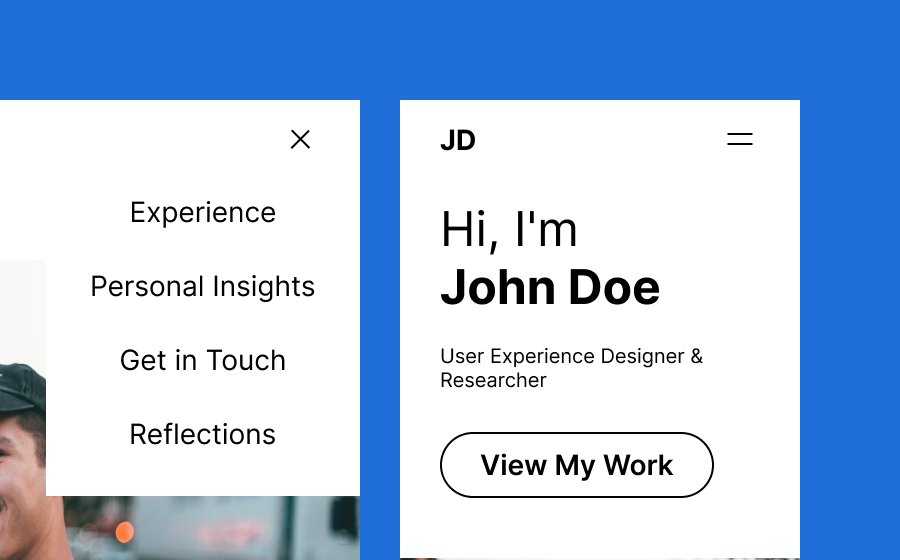 Experience
Personal Insights
Get in Touch
Reflections
JD
Hi, I'm
John Doe
User Experience Designer &
Researcher
View My Work